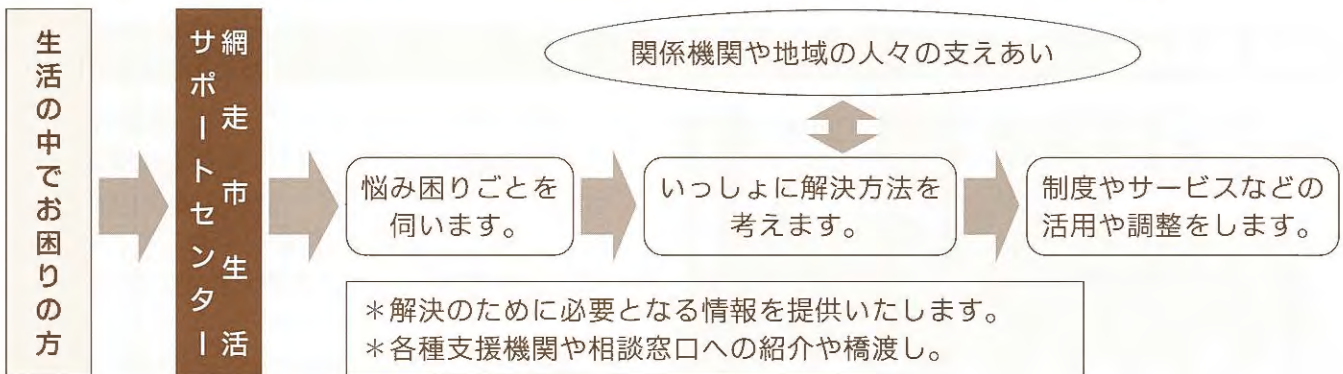 生活の中でお困りの方
網走市生活
サポートセンター
関係機関や地域の人々の支えあい
悩み困りごとを
伺います。
いっしょに解決方法を
考えます。
制度やサービスなどの
活用や調整をします。
＊解決のために必要となる情報を提供いたします。
＊各種支援機関や相談窓口への紹介や橋渡し。